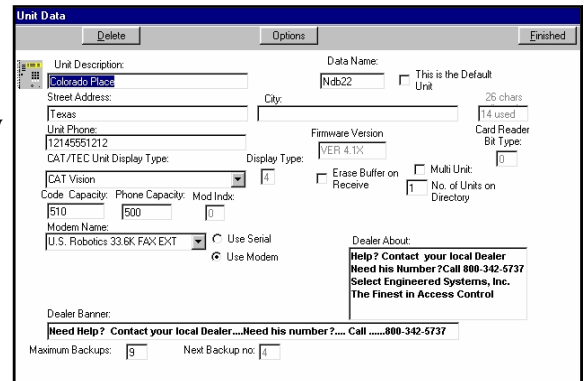 Unit Data
Delete Options Finished
Unit Description: Data Name:
Colorado Place Ndb22 This is the Default Unit
Street Address: City: 26 chars
Texas 14 used
Unit Phone: Firmware Version Card Reader Bit Type:
12145551212 VER 4.1X 0
CAT/TEC Unit Display Type: Display Type: Erase Buffer on Receive Multi Unit:
CAT Vision 4 1 No. of Units on Directory
Code Capacity: Phone Capacity: Mod Indx:
510 500 0
Modem Name:
U.S. Robotics 33.6K FAX EXT Use Serial
Use Modem
Dealer About:
Help? Contact your local Dealer
Need his Number?Call 800-342-5737
Select Engineered Systems, Inc.
The Finest in Access Control
Dealer Banner:
Need Help? Contact your local Dealer....Need his number?.... Call ......800-342-5737
Maximum Backups: 9 Next Backup no: 4